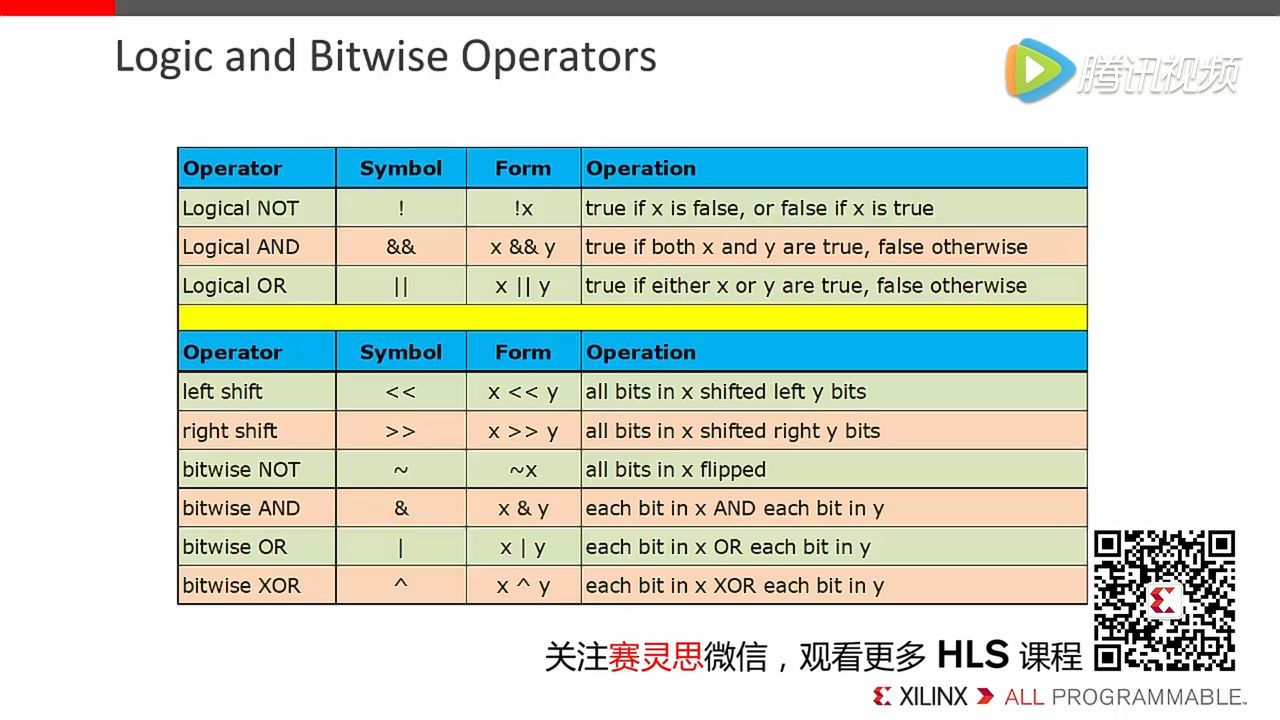 Logic and Bitwise Operators
腾讯视频
Operator Symbol Form Operation
Logical NOT ! !x true if x is false, or false if x is true
Logical AND && x && y true if both x and y are true, false otherwise
Logical OR || x || y true if either x or y are true, false otherwise
Operator Symbol Form Operation
left shift << x << y all bits in x shifted left y bits
right shift >> x >> y all bits in x shifted right y bits
bitwise NOT ~ ~x all bits in x flipped
bitwise AND & x & y each bit in x AND each bit in y
bitwise OR | x | y each bit in x OR each bit in y
bitwise XOR ^ x ^ y each bit in x XOR each bit in y
关注赛灵思微信，观看更多 HLS 课程
XILINX ALL PROGRAMMABLE™